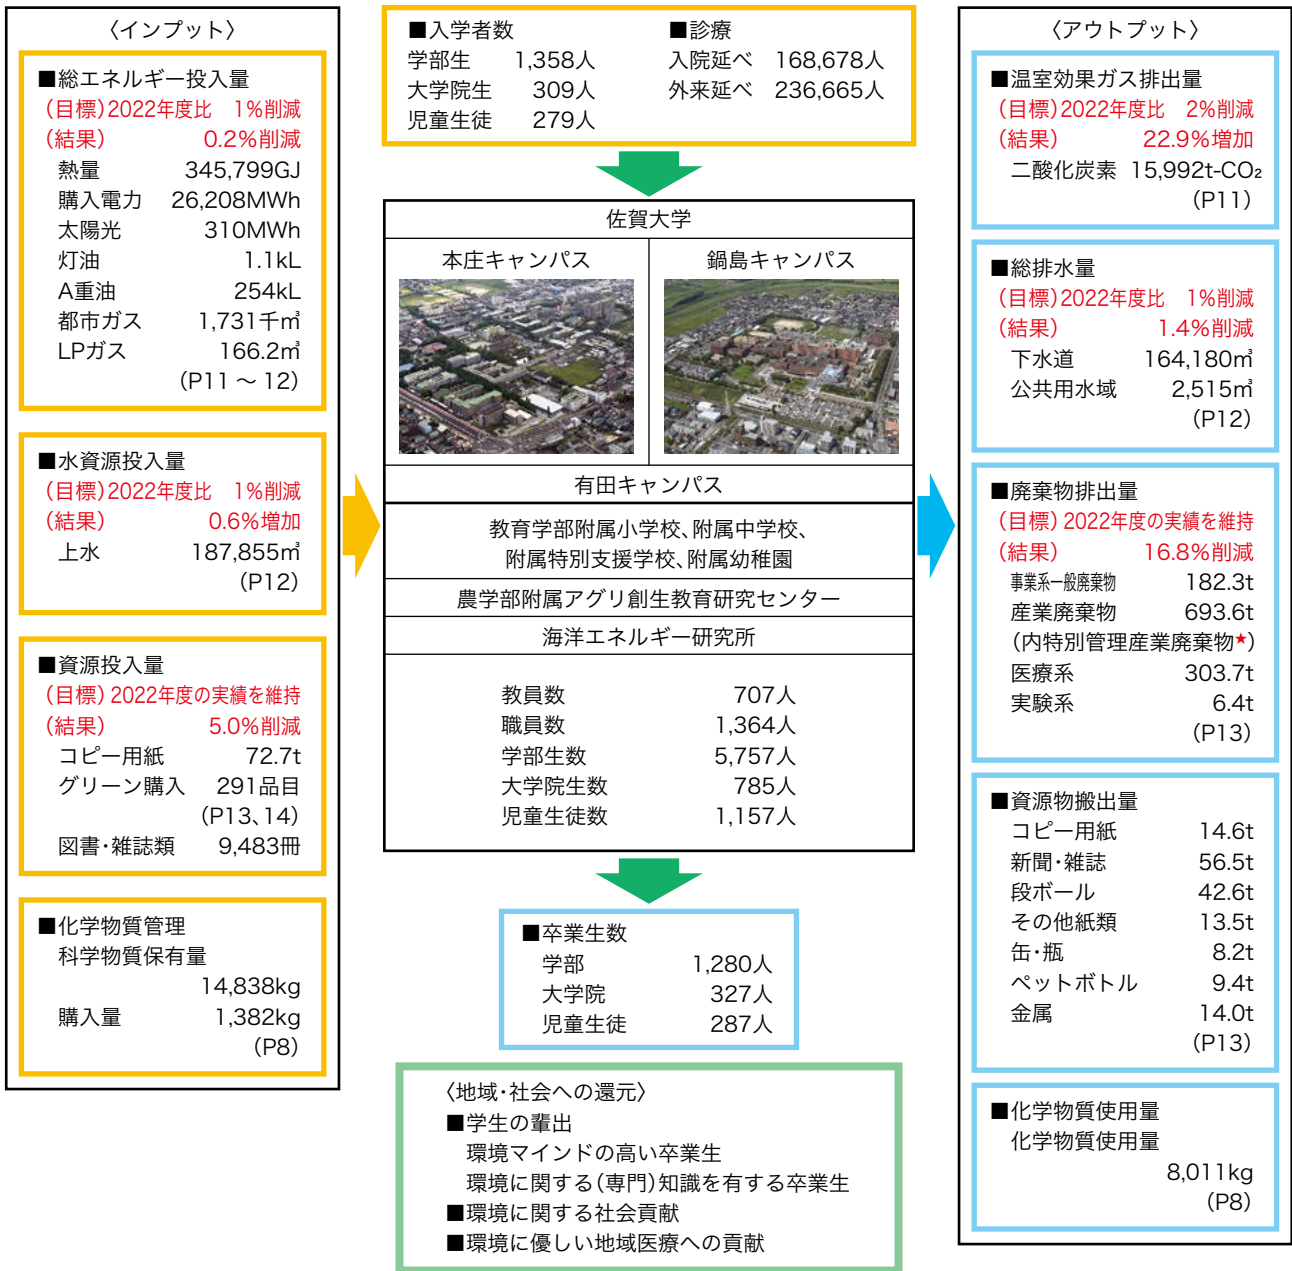 〈インプット〉
■総エネルギー投入量
(目標)2022年度比 1%削減
(結果) 0.2%削減
熱量 345,799GJ
購入電力 26,208MWh
太陽光 310MWh
灯油 1.1kL
A重油 254kL
都市ガス 1,731千㎥
LPガス 166.2㎥
(P11 ~ 12)
■水資源投入量
(目標)2022年度比 1%削減
(結果) 0.6%増加
上水 187,855㎥
(P12)
■資源投入量
(目標)2022年度の実績を維持
(結果) 5.0%削減
コピー用紙 72.7t
グリーン購入 291品目
(P13、14)
図書・雑誌類 9,483冊
■化学物質管理
科学物質保有量
14,838kg
購入量 1,382kg
(P8)
■入学者数
学部生 1,358人
大学院生 309人
児童生徒 279人
■診療
入院延べ 168,678人
外来延べ 236,665人
佐賀大学
本庄キャンパス
鍋島キャンパス
有田キャンパス
教育学部附属小学校、附属中学校、
附属特別支援学校、附属幼稚園
農学部附属アグリ創生教育研究センター
海洋エネルギー研究所
教員数 707人
職員数 1,364人
学部生数 5,757人
大学院生数 785人
児童生徒数 1,157人
■卒業生数
学部 1,280人
大学院 327人
児童生徒 287人
〈地域・社会への還元〉
■学生の輩出
環境マインドの高い卒業生
環境に関する(専門)知識を有する卒業生
■環境に関する社会貢献
■環境に優しい地域医療への貢献
〈アウトプット〉
■温室効果ガス排出量
(目標)2022年度比 2%削減
(結果) 22.9%増加
二酸化炭素 15,992t-CO₂
(P11)
■総排水量
(目標)2022年度比 1%削減
(結果) 1.4%削減
下水道 164,180㎥
公共用水域 2,515㎥
(P12)
■廃棄物排出量
(目標)2022年度の実績を維持
(結果) 16.8%削減
事業系一般廃棄物 182.3t
産業廃棄物 693.6t
(内特別管理産業廃棄物★)
医療系 303.7t
実験系 6.4t
(P13)
■資源物搬出量
コピー用紙 14.6t
新聞・雑誌 56.5t
段ボール 42.6t
その他紙類 13.5t
缶・瓶 8.2t
ペットボトル 9.4t
金属 14.0t
(P13)
■化学物質使用量
化学物質使用量
8,011kg
(P8)